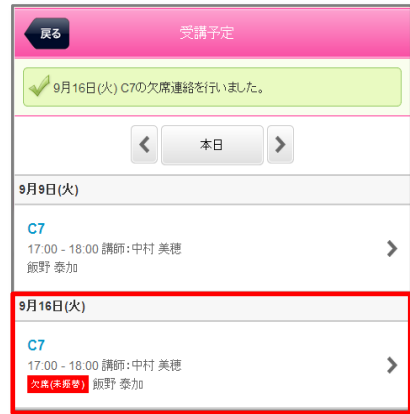 戻る
受講予定
9月16日(火) C7の欠席連絡を行いました。
本日
9月9日(火)
C7
17:00 - 18:00 講師:中村 美穂
飯野 泰加
9月16日(火)
C7
17:00 - 18:00 講師:中村 美穂
欠席(未振替) 飯野 泰加